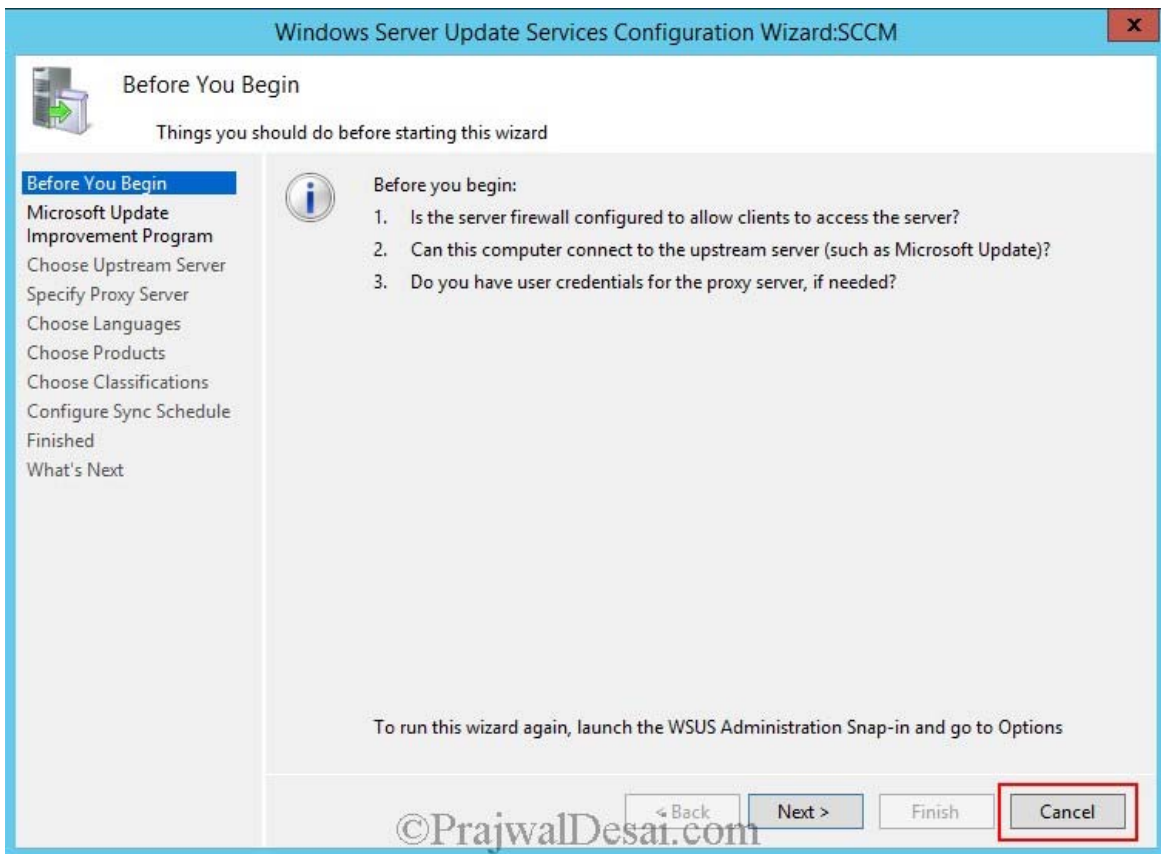 Windows Server Update Services Configuration Wizard:SCCM
x
Before You Begin
Things you should do before starting this wizard
Before You Begin
Microsoft Update
Improvement Program
Choose Upstream Server
Specify Proxy Server
Choose Languages
Choose Products
Choose Classifications
Configure Sync Schedule
Finished
What's Next
Before you begin:
1. Is the server firewall configured to allow clients to access the server?
2. Can this computer connect to the upstream server (such as Microsoft Update)?
3. Do you have user credentials for the proxy server, if needed?
To run this wizard again, launch the WSUS Administration Snap-in and go to Options
< Back Next > Finish Cancel
©PrajwalDesai.com